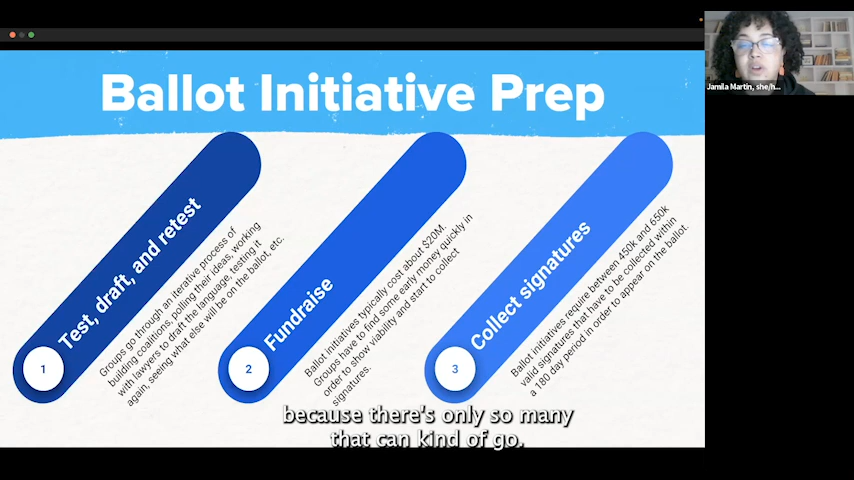 Ballot Initiative Prep
Jamila Martin, she/h...
1
Test, draft, and retest
Groups go through an iterative process of
building coalitions, polling their ideas, working
with lawyers to draft the language, testing it
again, seeing what else will be on the ballot, etc.
2
Fundraise
Ballot initiatives typically cost about $20M.
Groups have to find some early money quickly in
order to show viability and start to collect
signatures.
3
Collect signatures
Ballot initiatives require between 450k and 650k
valid signatures that have to be collected within
a 180 day period in order to appear on the ballot.
because there's only so many
that can kind of go.